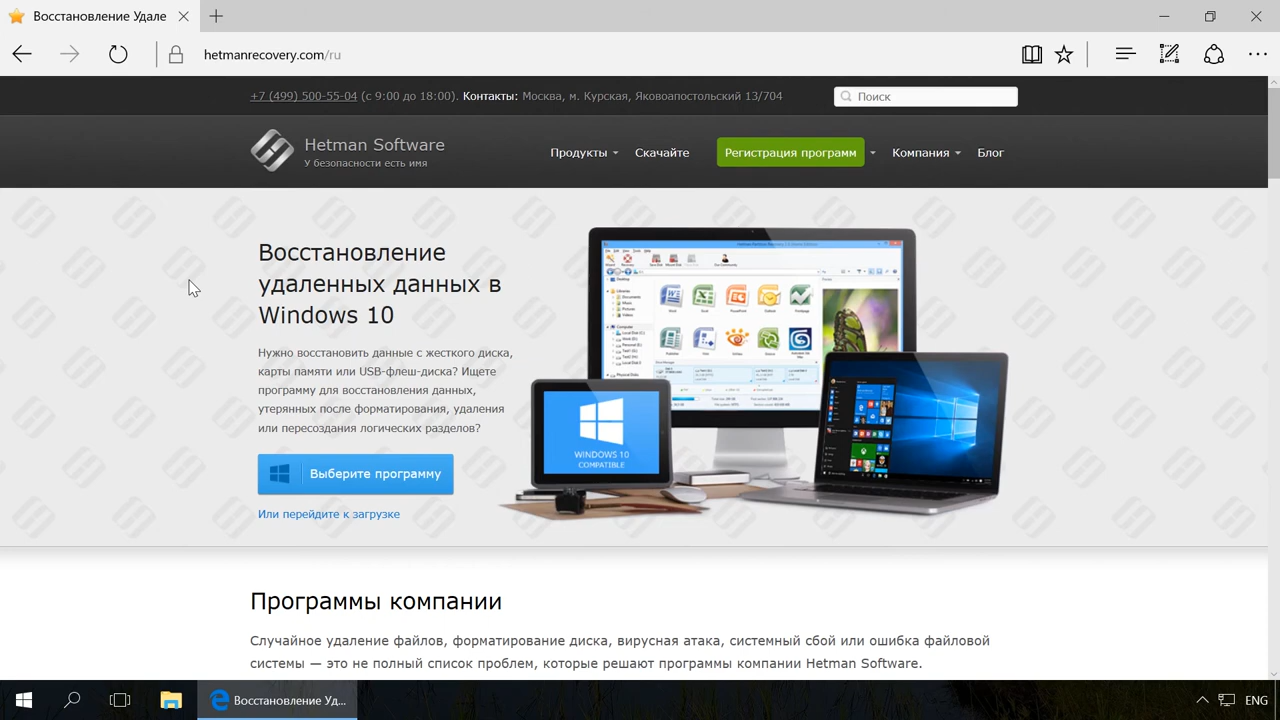 Восстановление Удале
hetmanrecovery.com/ru
+7 (499) 500-55-04 (с 9:00 до 18:00). Контакты: Москва, м. Курская, Яковоапостольский 13/704
Поиск
Hetman Software
У безопасности есть имя
Продукты
Скачайте
Регистрация программ
Компания
Блог
Восстановление
удаленных данных в
Windows 10
Нужно восстановить данные с жесткого диска,
карты памяти или USB-флеш-диска? Ищете
программу для восстановления данных,
утерянных после форматирования, удаления
или пересоздания логических разделов?
Выберите программу
Или перейдите к загрузке
WINDOWS 10
COMPATIBLE
Программы компании
Случайное удаление файлов, форматирование диска, вирусная атака, системный сбой или ошибка файловой
системы — это не полный список проблем, которые решают программы компании Hetman Software.
Восстановление Уд...
ENG